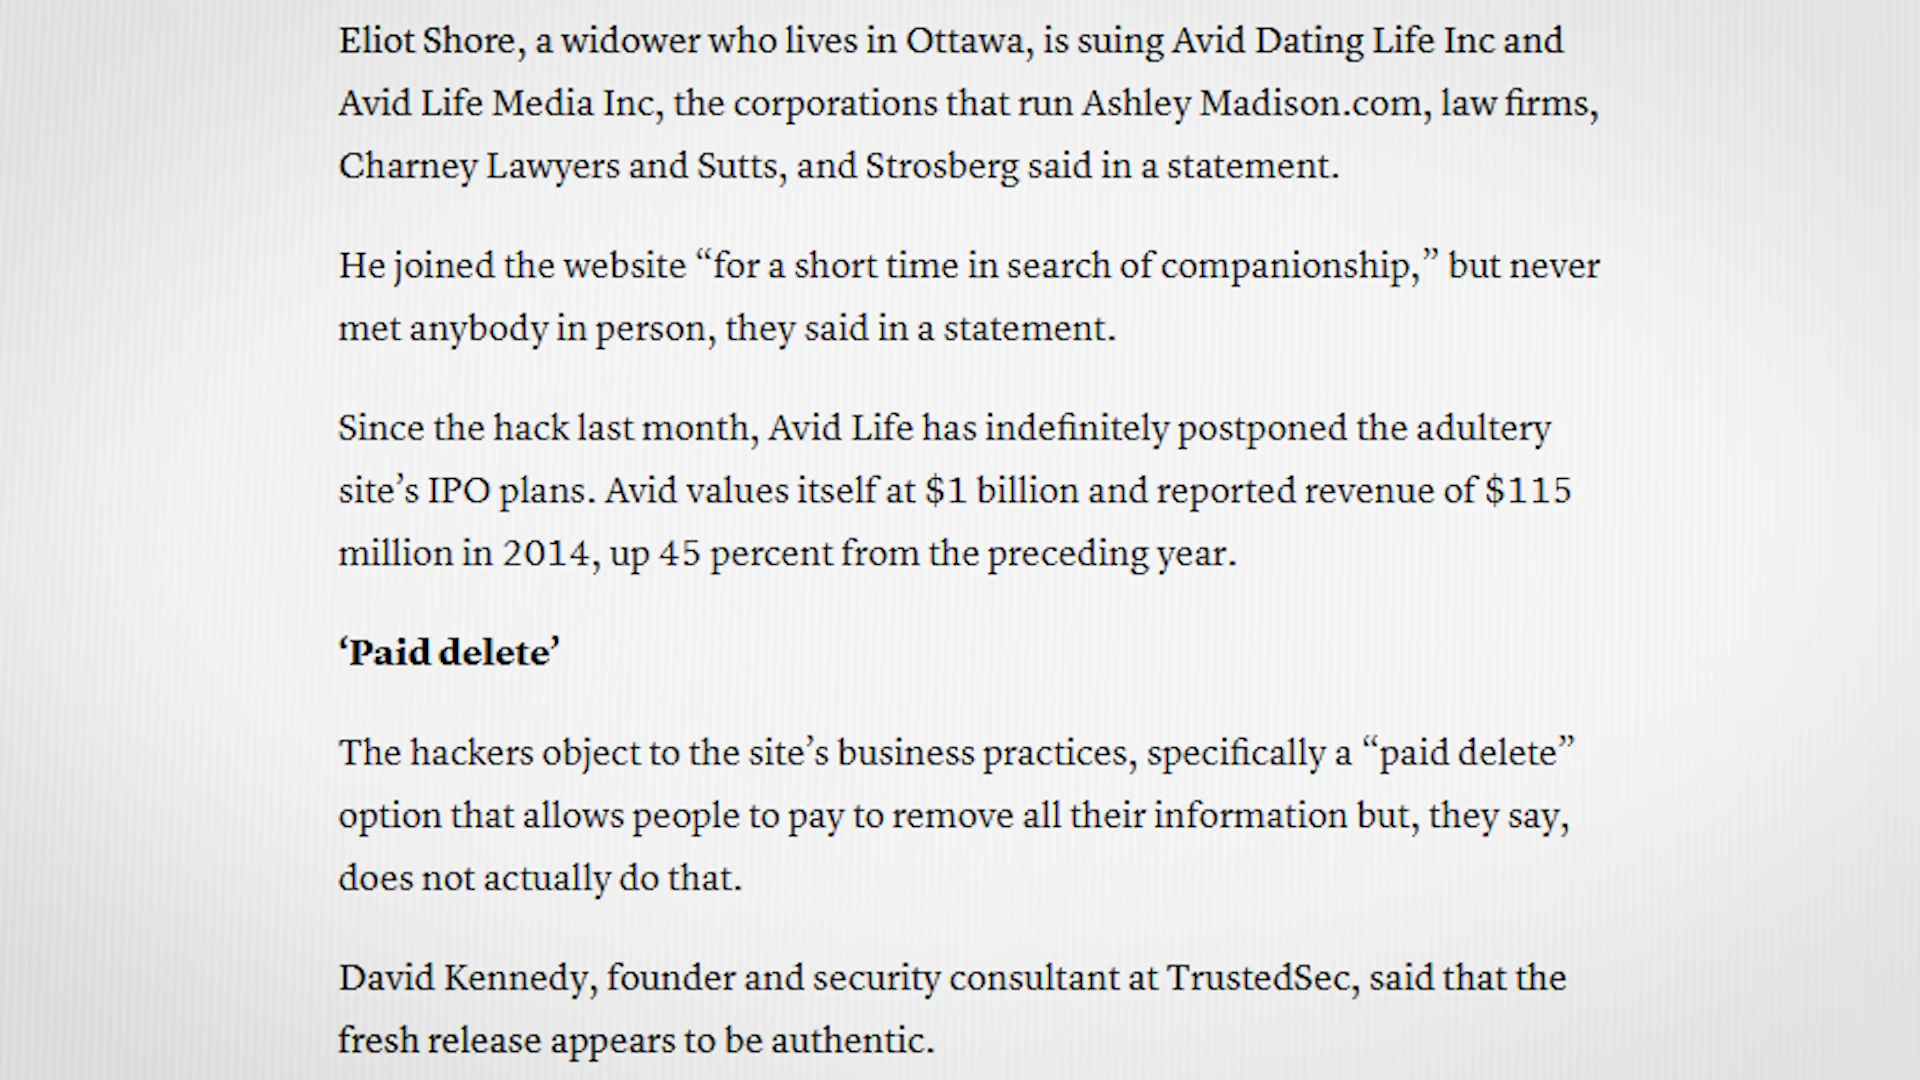 Eliot Shore, a widower who lives in Ottawa, is suing Avid Dating Life Inc and
Avid Life Media Inc, the corporations that run Ashley Madison.com, law firms,
Charney Lawyers and Sutts, and Strosberg said in a statement.
He joined the website “for a short time in search of companionship,” but never
met anybody in person, they said in a statement.
Since the hack last month, Avid Life has indefinitely postponed the adultery
site’s IPO plans. Avid values itself at $1 billion and reported revenue of $115
million in 2014, up 45 percent from the preceding year.
‘Paid delete’
The hackers object to the site’s business practices, specifically a “paid delete”
option that allows people to pay to remove all their information but, they say,
does not actually do that.
David Kennedy, founder and security consultant at TrustedSec, said that the
fresh release appears to be authentic.